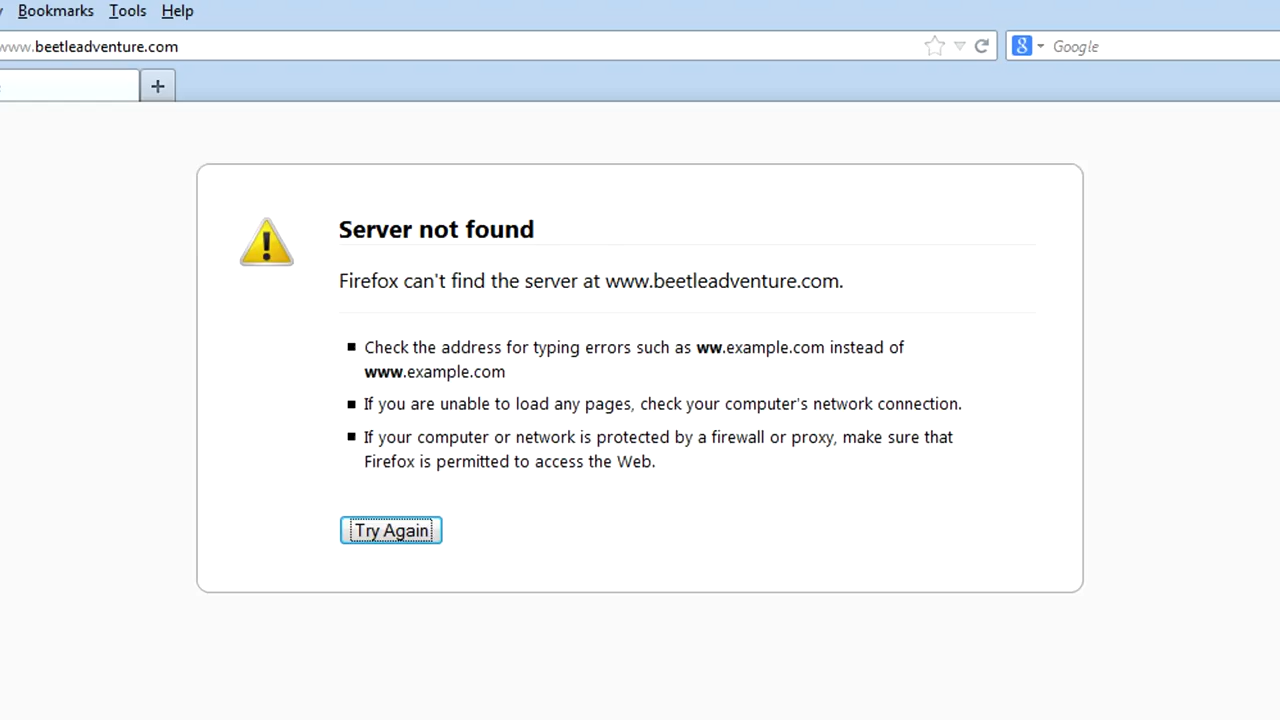 Bookmarks Tools Help
www.beetleadventure.com
Google
Server not found
Firefox can't find the server at www.beetleadventure.com.
Check the address for typing errors such as ww.example.com instead of
www.example.com
If you are unable to load any pages, check your computer's network connection.
If your computer or network is protected by a firewall or proxy, make sure that
Firefox is permitted to access the Web.
Try Again